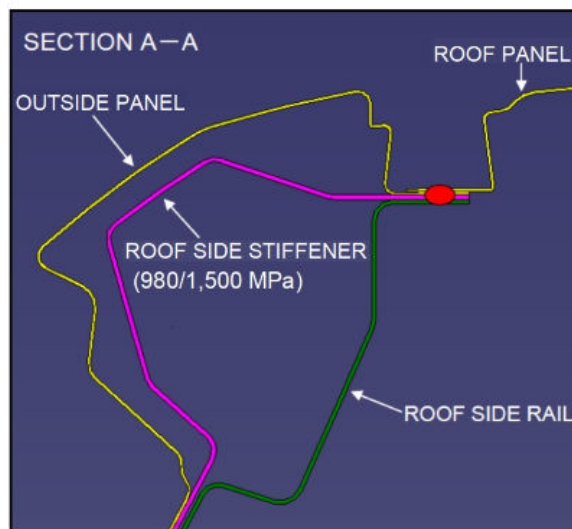 SECTION A－A
ROOF PANEL
OUTSIDE PANEL
ROOF SIDE STIFFENER
(980/1,500 MPa)
ROOF SIDE RAIL